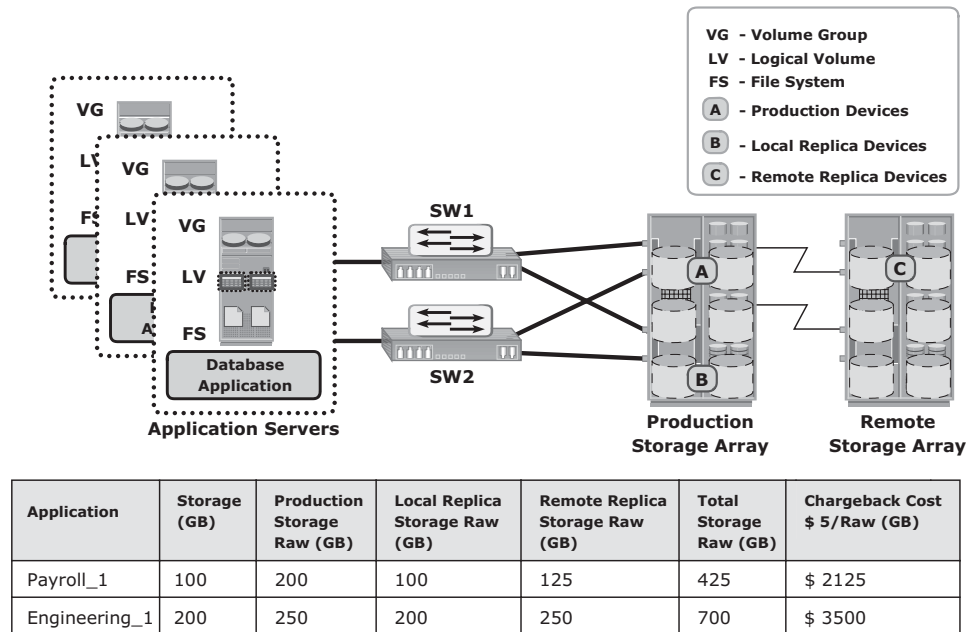 VG - Volume Group
LV - Logical Volume
FS - File System
A - Production Devices
B - Local Replica Devices
C - Remote Replica Devices
VG
LV
VG
LV
FS
VG
LV
FS
Database
Application
Application Servers
SW1
SW2
A
B
Production
Storage Array
C
Remote
Storage Array
Application | Storage (GB) | Production Storage Raw (GB) | Local Replica Storage Raw (GB) | Remote Replica Storage Raw (GB) | Total Storage Raw (GB) | Chargeback Cost $ 5/Raw (GB)
Payroll_1 | 100 | 200 | 100 | 125 | 425 | $ 2125
Engineering_1 | 200 | 250 | 200 | 250 | 700 | $ 3500